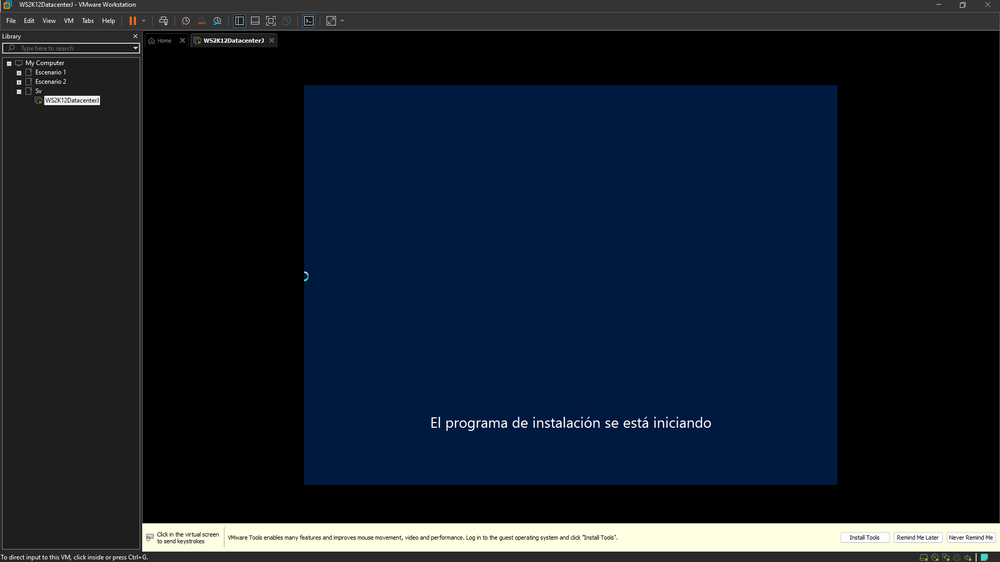 WS2K12DatacenterJ - VMware Workstation
File Edit View VM Tabs Help
Library
Type here to search
My Computer
Escenario 1
Escenario 2
Sv
WS2K12DatacenterJ
Home
WS2K12DatacenterJ
El programa de instalación se está iniciando
Click in the virtual screen
to send keystrokes
VMware Tools enables many features and improves mouse movement, video and performance. Log in to the guest operating system and click "Install Tools".
Install Tools
Remind Me Later
Never Remind Me
To direct input to this VM, click inside or press Ctrl+G.